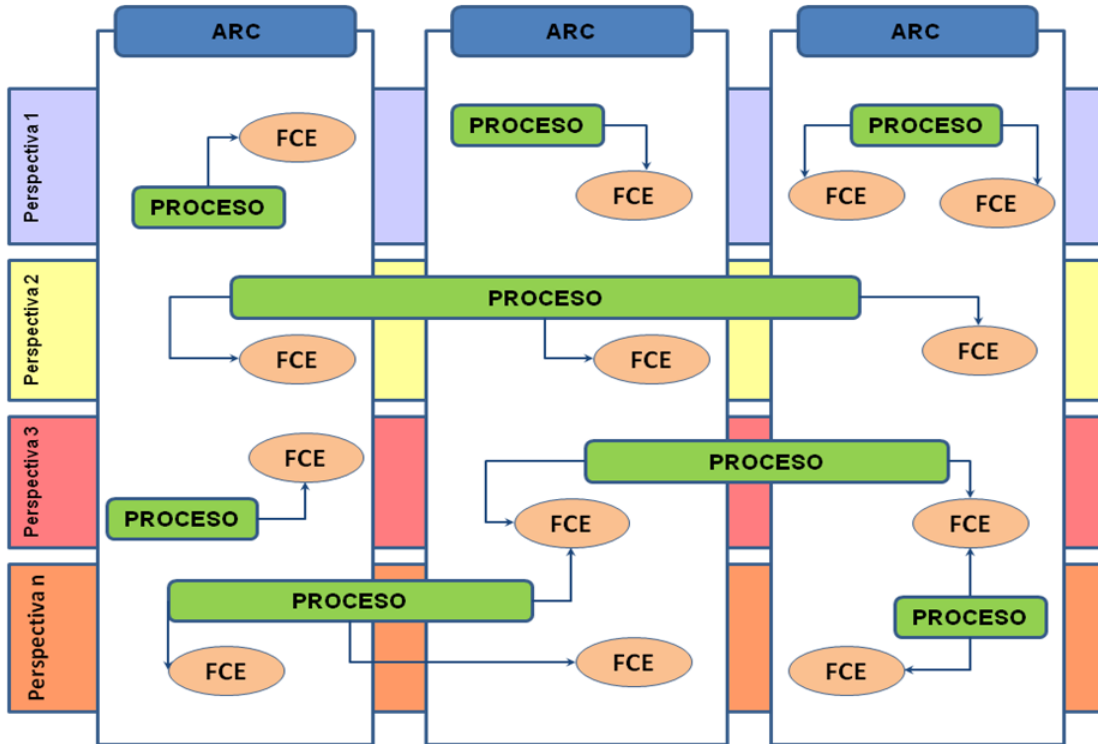 ARC
ARC
ARC
Perspectiva 1
FCE
PROCESO
PROCESO
FCE
PROCESO
FCE
FCE
Perspectiva 2
PROCESO
FCE
FCE
FCE
Perspectiva 3
FCE
PROCESO
PROCESO
FCE
FCE
Perspectiva n
PROCESO
FCE
FCE
PROCESO
FCE